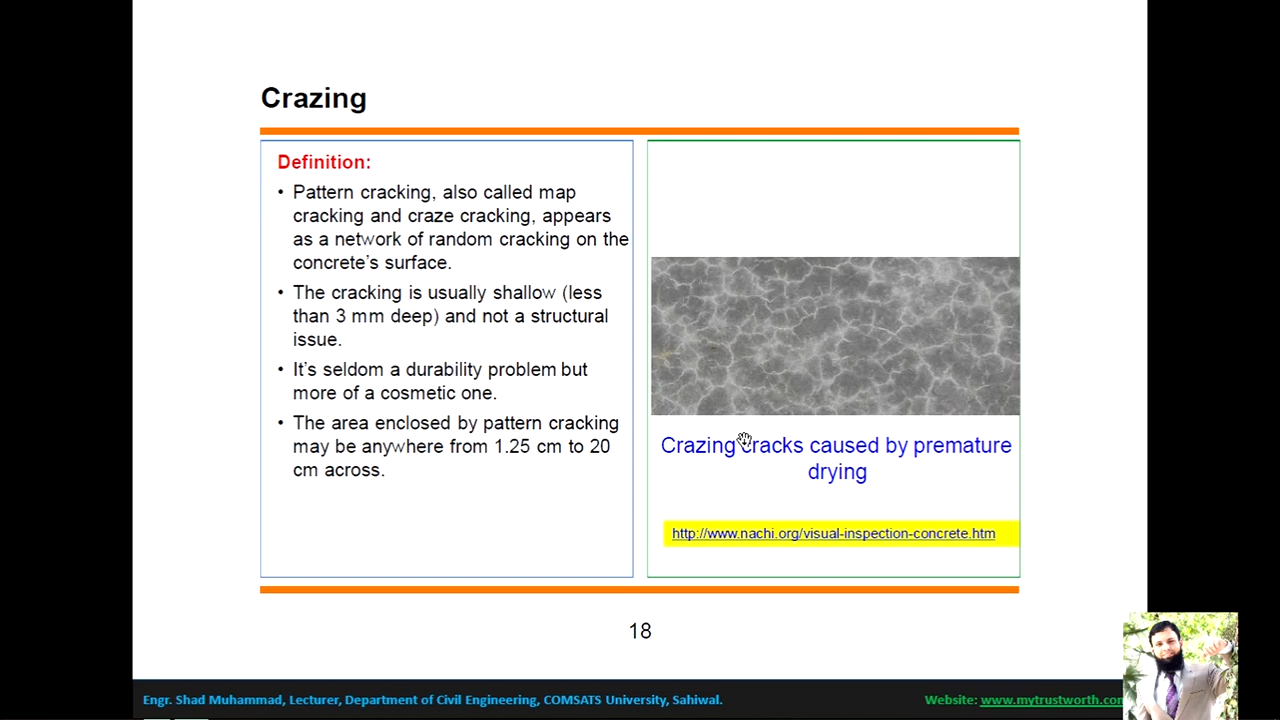 Crazing
Definition:
• Pattern cracking, also called map
cracking and craze cracking, appears
as a network of random cracking on the
concrete's surface.
• The cracking is usually shallow (less
than 3 mm deep) and not a structural
issue.
• It's seldom a durability problem but
more of a cosmetic one.
• The area enclosed by pattern cracking
may be anywhere from 1.25 cm to 20
cm across.
Crazing cracks caused by premature
drying
http://www.nachi.org/visual-inspection-concrete.htm
18
Engr. Shad Muhammad, Lecturer, Department of Civil Engineering, COMSATS University, Sahiwal.
Website: www.mytrustworth.com